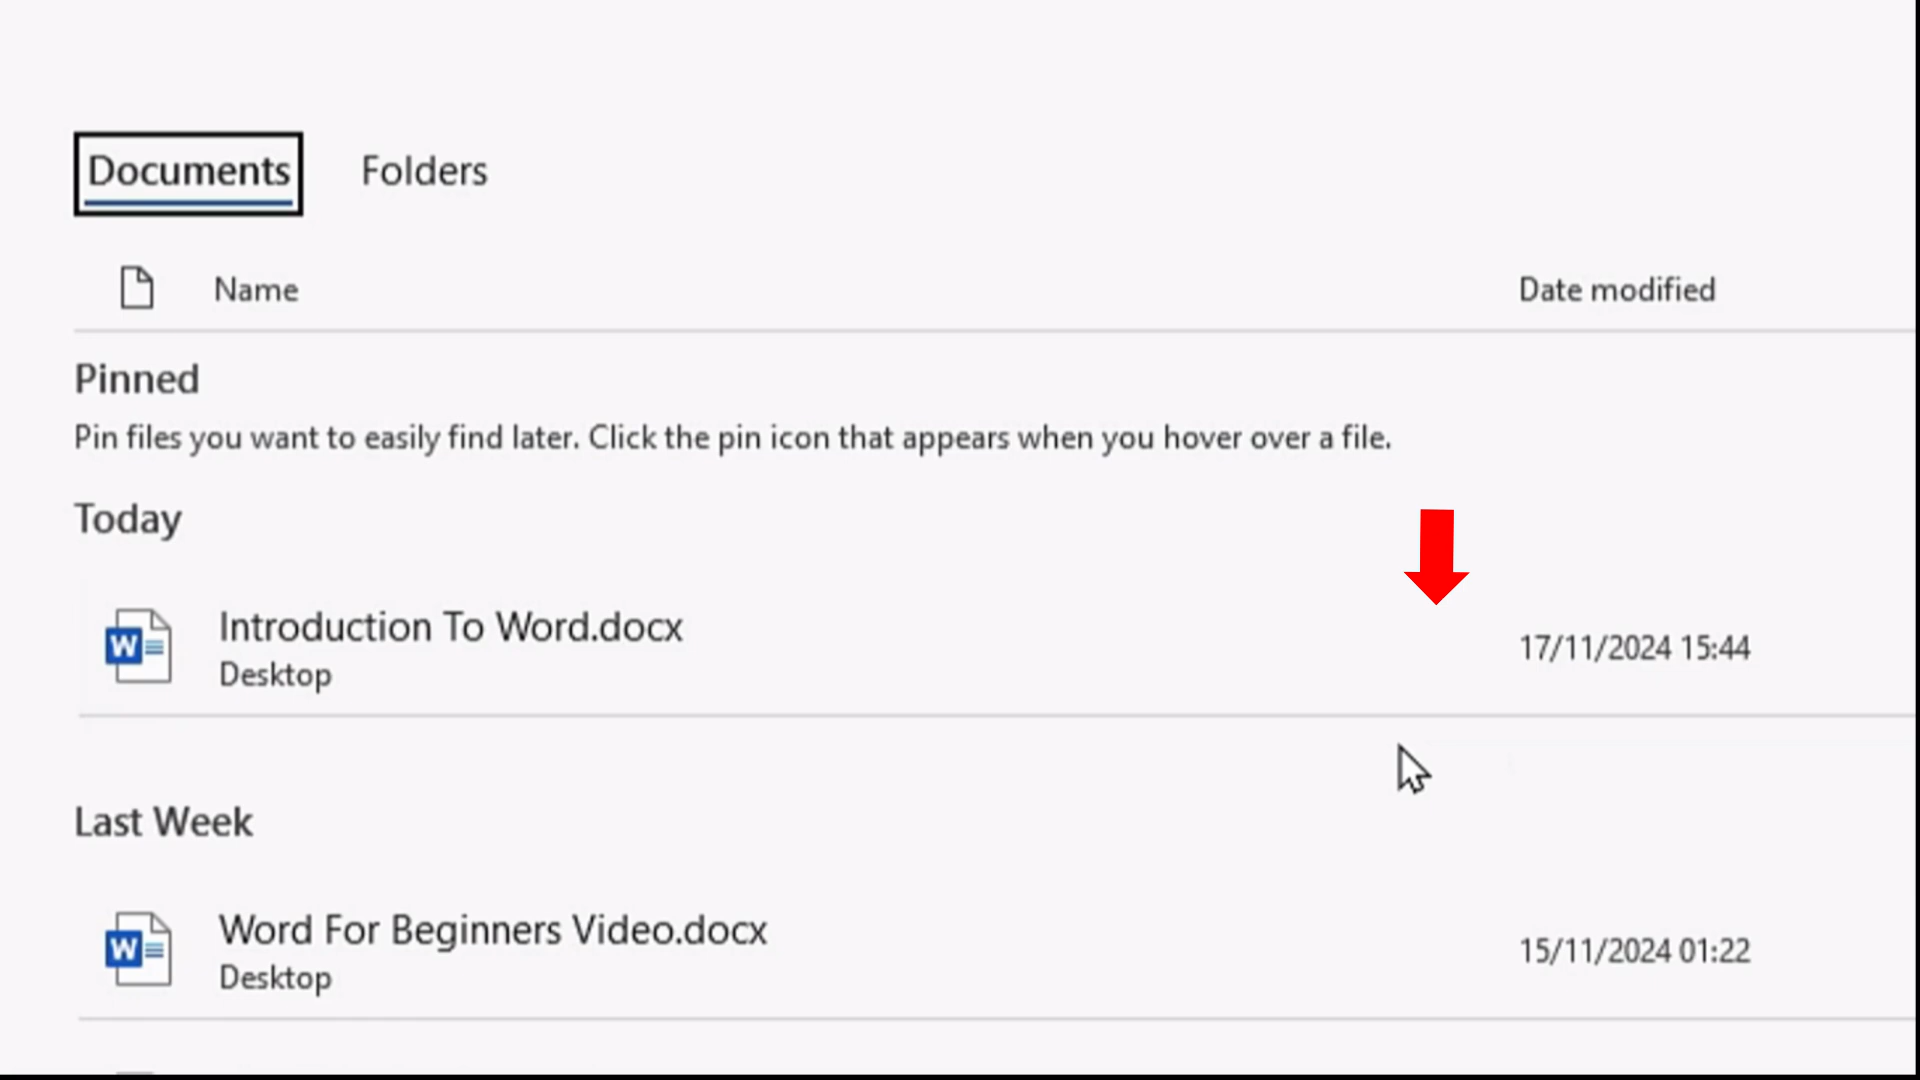 Documents Folders
Name Date modified
Pinned
Pin files you want to easily find later. Click the pin icon that appears when you hover over a file.
Today
W Introduction To Word.docx
Desktop
17/11/2024 15:44
Last Week
W Word For Beginners Video.docx
Desktop
15/11/2024 01:22